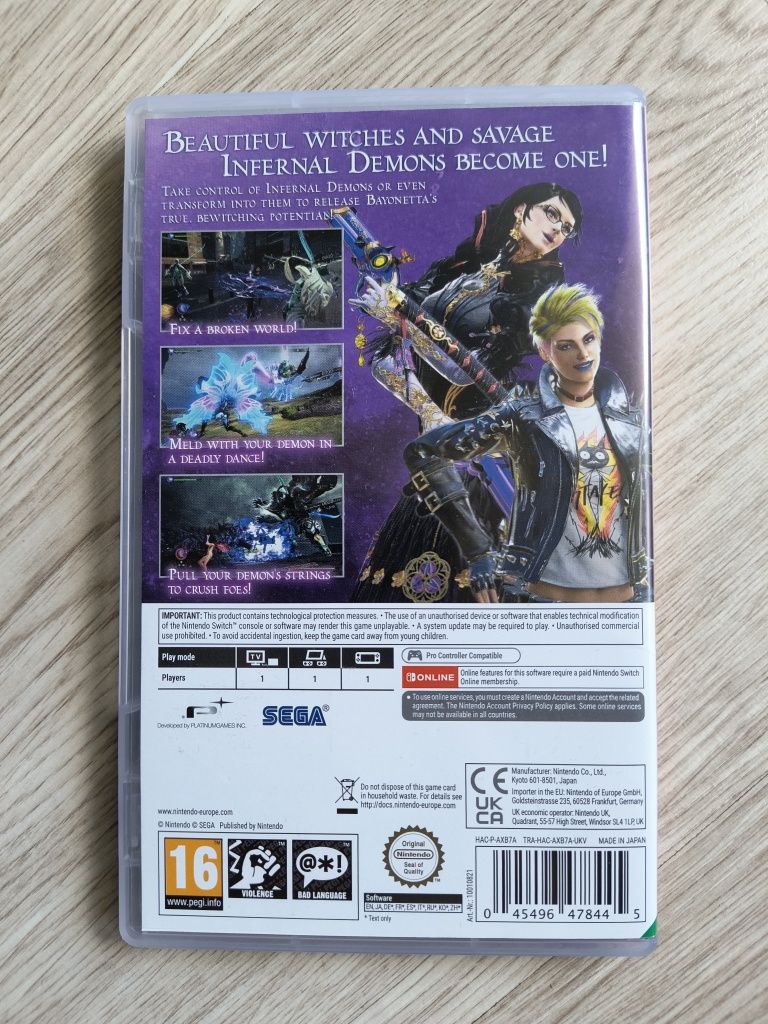 BEAUTIFUL WITCHES AND SAVAGE
INFERNAL DEMONS BECOME ONE!
TAKE CONTROL OF INFERNAL DEMONS OR EVEN
TRANSFORM INTO THEM TO RELEASE BAYONETTA'S
TRUE, BEWITCHING POTENTIAL!
FIX A BROKEN WORLD!
MELD WITH YOUR DEMON IN
A DEADLY DANCE!
PULL YOUR DEMON'S STRINGS
TO CRUSH FOES!
IMPORTANT: This product contains technological protection measures. • The use of an unauthorised device or software that enables technical modification
of the Nintendo Switch™ console or software may render this game unplayable. • A system update may be required to play. • Unauthorised commercial
use prohibited. • To avoid accidental ingestion, keep the game card away from young children.
Play mode TV
Players 1 1 1
Pro Controller Compatible
ONLINE Online features for this software require a paid Nintendo Switch
Online membership.
• To use online services, you must create a Nintendo Account and accept the related
agreement. The Nintendo Account Privacy Policy applies. Some online services
may not be available in all countries.
Developed by PLATINUMGAMES INC.
SEGA®
Do not dispose of this game card
in household waste. For details see
http://docs.nintendo-europe.com
CE
UK
CA
Manufacturer: Nintendo Co., Ltd.,
Kyoto 601-8501, Japan
Importer in the EU: Nintendo of Europe GmbH,
Goldsteinstrasse 235, 60528 Frankfurt, Germany
UK economic operator: Nintendo UK,
Quadrant, 55-57 High Street, Windsor SL4 1LP, UK
www.nintendo-europe.com
© Nintendo © SEGA Published by Nintendo
HAC-P-AXB7A TRA-HAC-AXB7A-UKV MADE IN JAPAN
16
www.pegi.info
VIOLENCE
@*!
BAD LANGUAGE
Original
Nintendo
Seal of
Quality
TM
Software
EN, JA, DE*, FR*, ES*, IT*, RU*, KO*, ZH*
* Text only
Art.-Nr.: 10010821
0 45496 47844 5